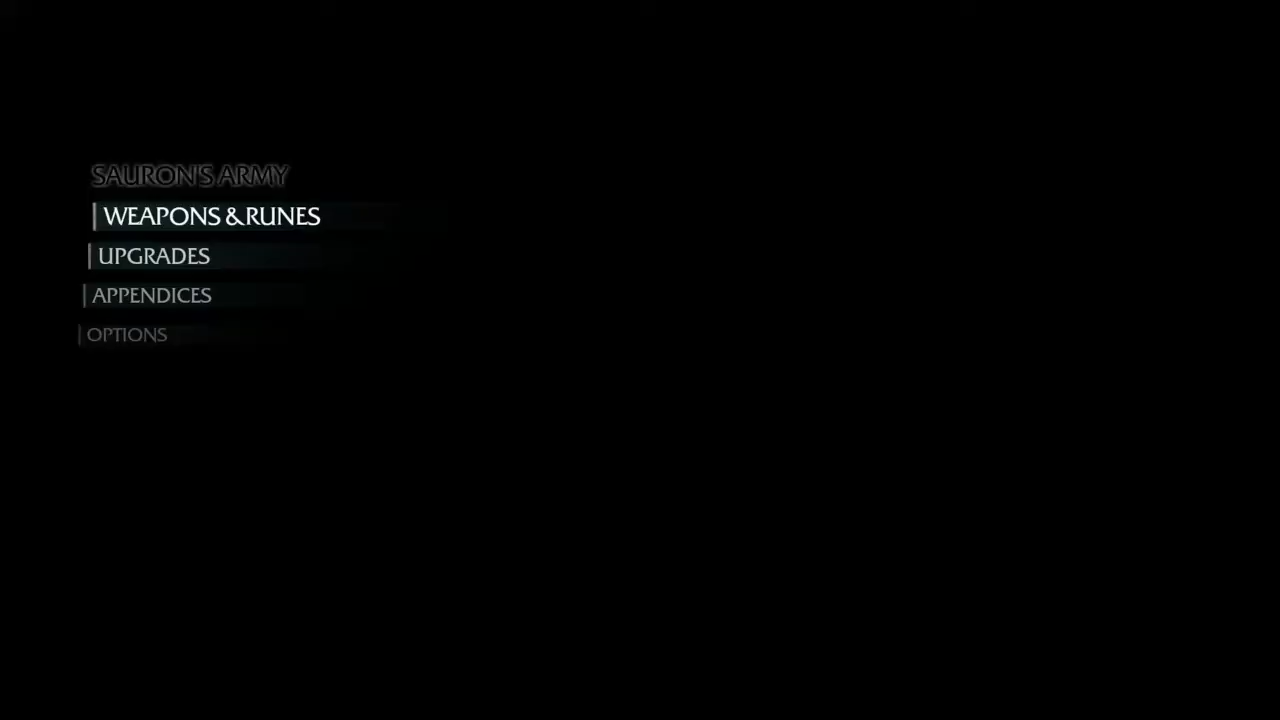 SAURON'S ARMY
WEAPONS & RUNES
UPGRADES
APPENDICES
OPTIONS